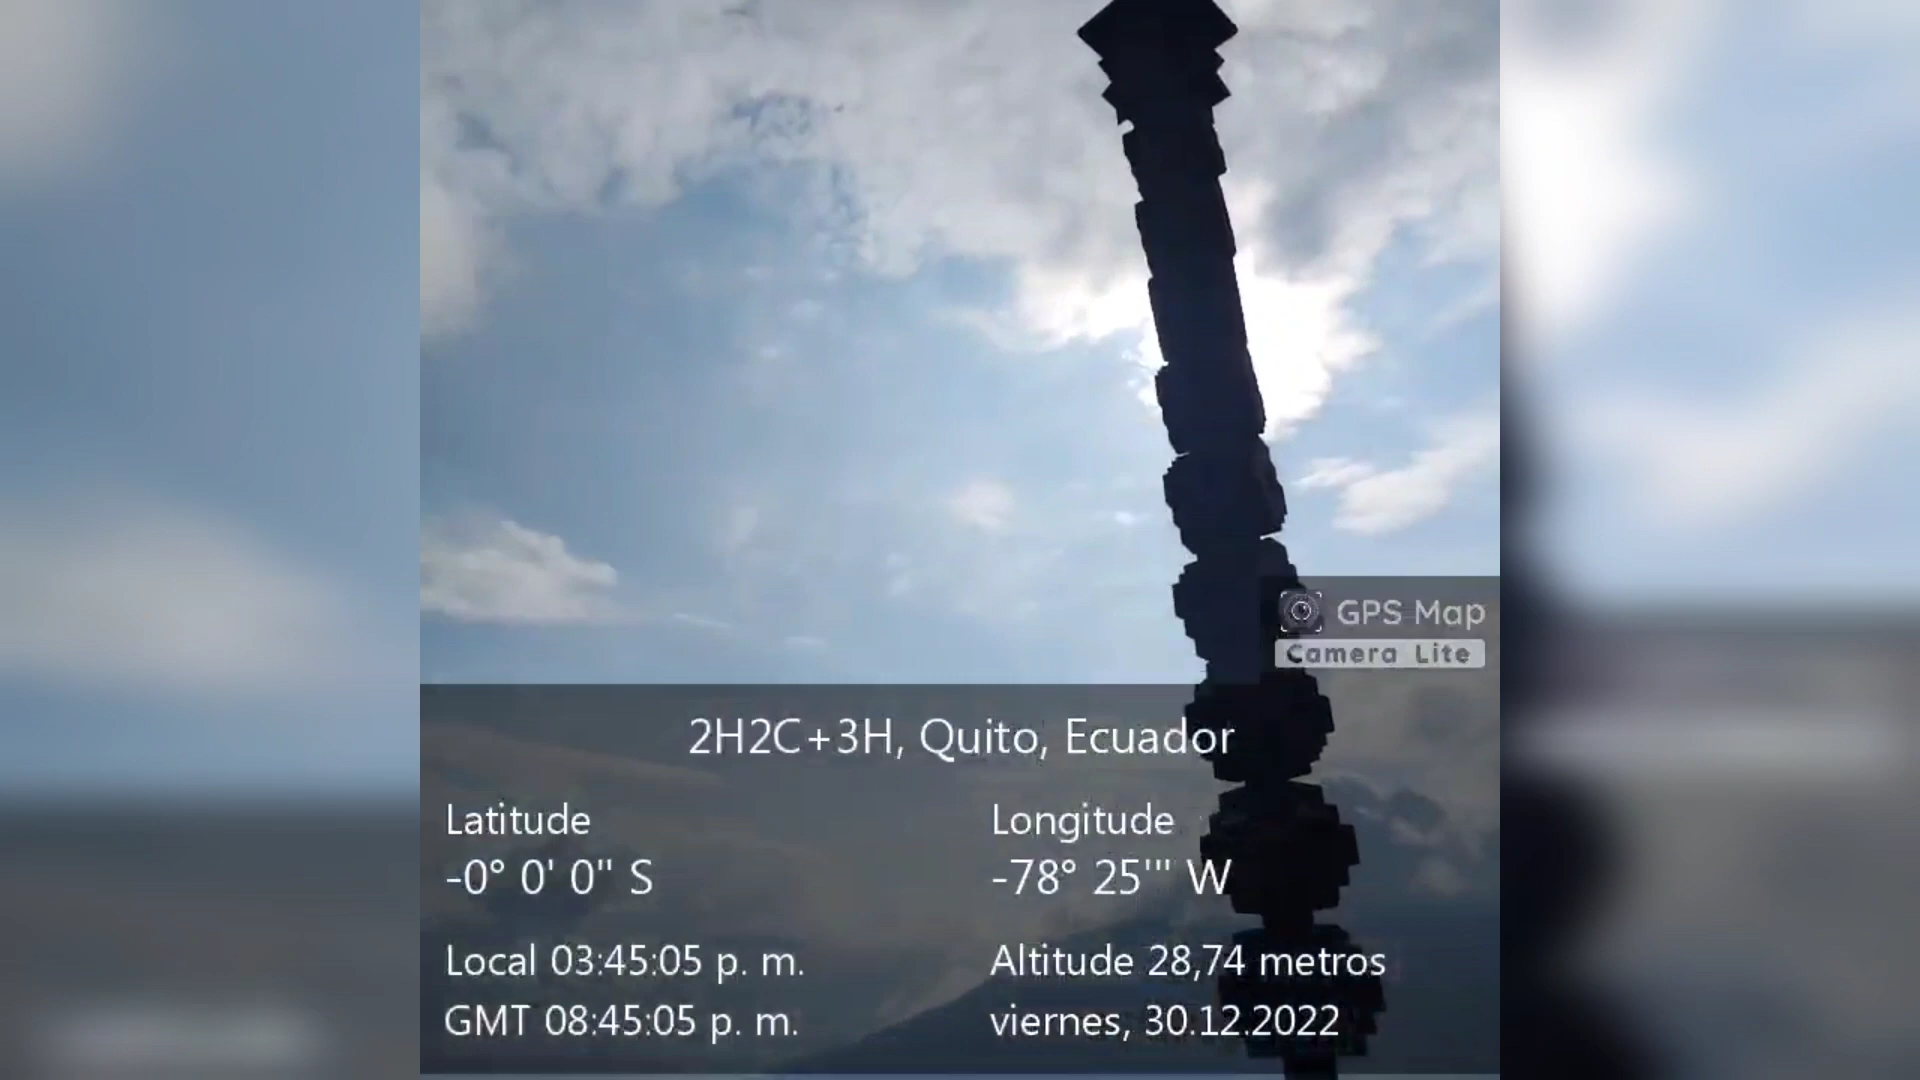 GPS Map
Camera Lite
2H2C+3H, Quito, Ecuador
Latitude
-0° 0' 0" S
Longitude
-78° 25''' W
Local 03:45:05 p. m.
GMT 08:45:05 p. m.
Altitude 28,74 metros
viernes, 30.12.2022